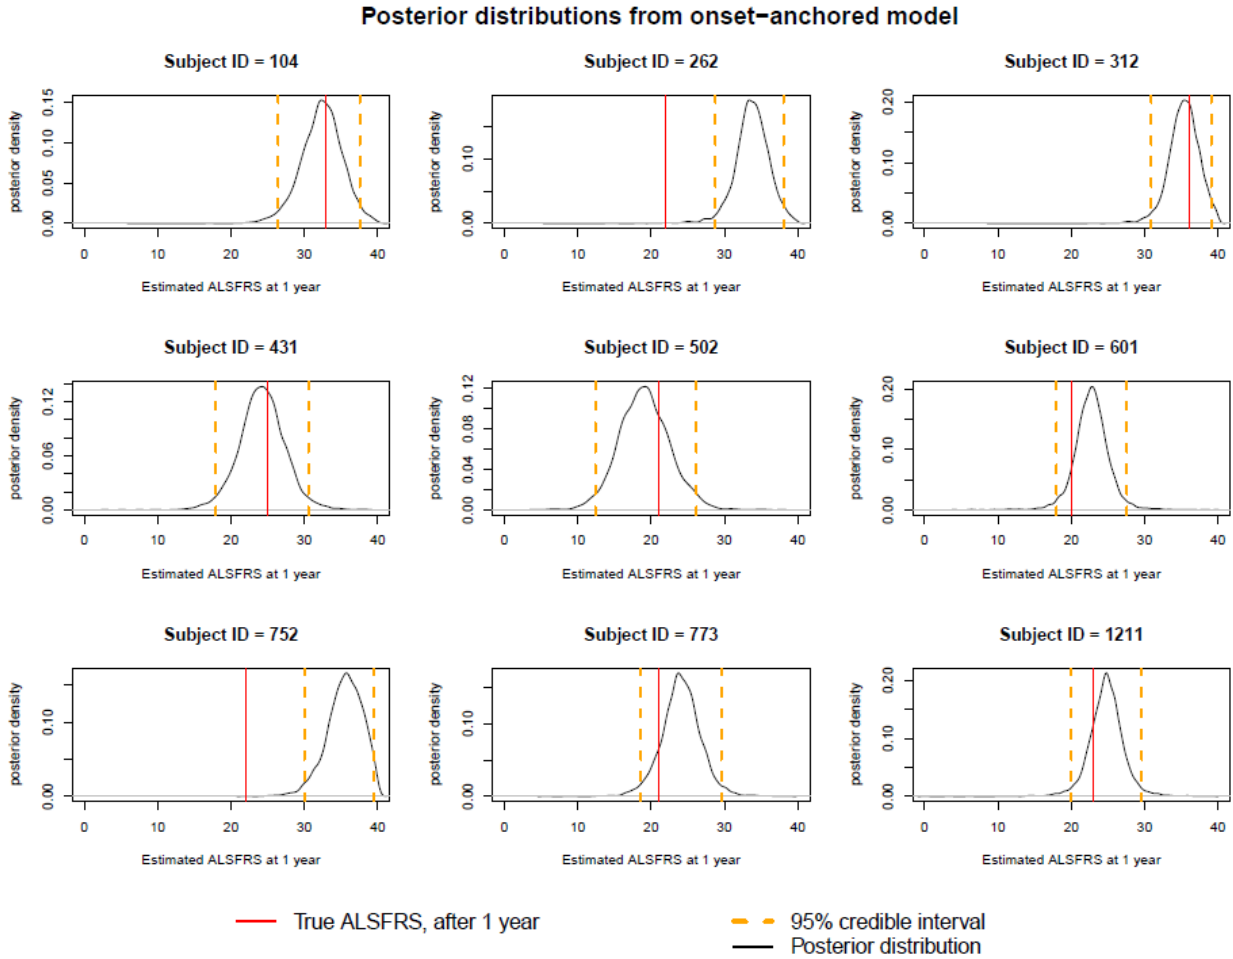 Posterior distributions from onset−anchored model
Subject ID = 104
posterior density
0.00 0.05 0.10 0.15
0 10 20 30 40
Estimated ALSFRS at 1 year
Subject ID = 262
posterior density
0.00 0.10
0 10 20 30 40
Estimated ALSFRS at 1 year
Subject ID = 312
posterior density
0.00 0.10 0.20
0 10 20 30 40
Estimated ALSFRS at 1 year
Subject ID = 431
posterior density
0.00 0.06 0.12
0 10 20 30 40
Estimated ALSFRS at 1 year
Subject ID = 502
posterior density
0.00 0.04 0.08 0.12
0 10 20 30 40
Estimated ALSFRS at 1 year
Subject ID = 601
posterior density
0.00 0.10 0.20
0 10 20 30 40
Estimated ALSFRS at 1 year
Subject ID = 752
posterior density
0.00 0.10
0 10 20 30 40
Estimated ALSFRS at 1 year
Subject ID = 773
posterior density
0.00 0.10
0 10 20 30 40
Estimated ALSFRS at 1 year
Subject ID = 1211
posterior density
0.00 0.10 0.20
0 10 20 30 40
Estimated ALSFRS at 1 year
True ALSFRS, after 1 year
95% credible interval
Posterior distribution